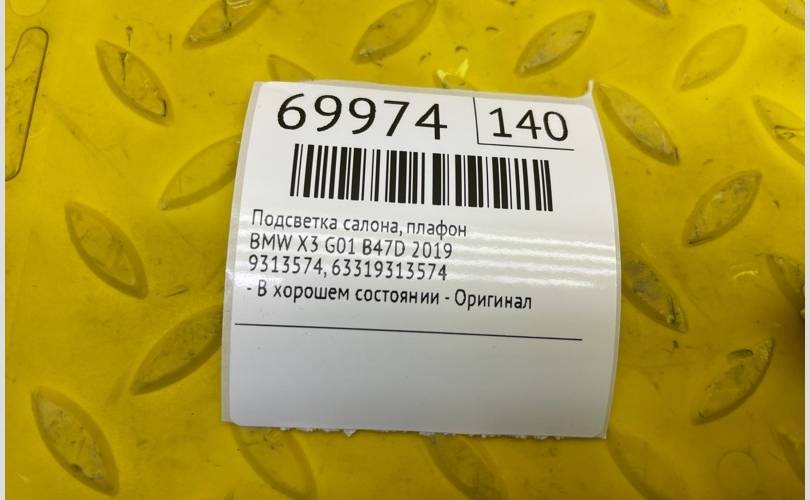 69974 140
Подсветка салона, плафон
BMW X3 G01 B47D 2019
9313574, 63319313574
- В хорошем состоянии - Оригинал